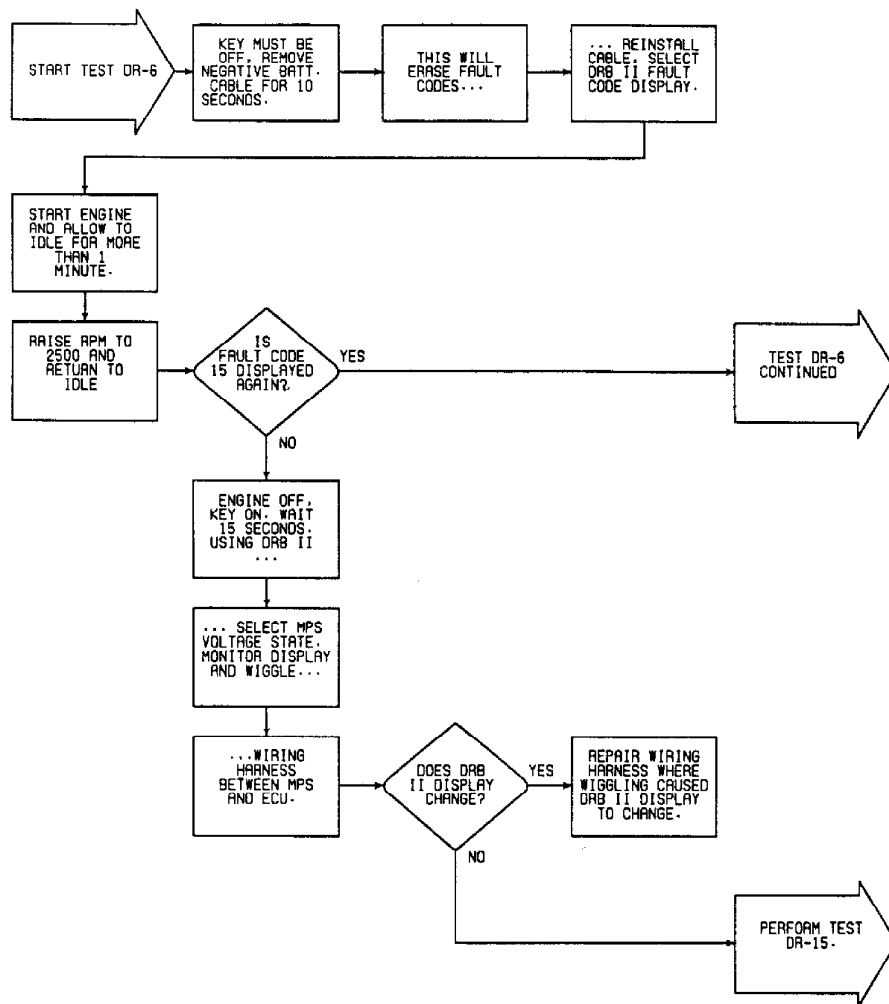 START TEST DR-6
KEY MUST BE
OFF, REMOVE
NEGATIVE BATT.
CABLE FOR 10
SECONDS.
THIS WILL
ERASE FAULT
CODES...
... REINSTALL
CABLE, SELECT
DRB II FAULT
CODE DISPLAY.
START ENGINE
AND ALLOW TO
IDLE FOR MORE
THAN 1
MINUTE.
RAISE RPM TO
2500 AND
RETURN TO
IDLE
IS
FAULT CODE
15 DISPLAYED
AGAIN?
YES
TEST DR-6
CONTINUED
NO
ENGINE OFF,
KEY ON. WAIT
15 SECONDS.
USING DRB II
...
... SELECT MPS
VOLTAGE STATE.
MONITOR DISPLAY
AND WIGGLE...
...WIRING
HARNESS
BETWEEN MPS
AND ECU.
DOES DRB
II DISPLAY
CHANGE?
YES
REPAIR WIRING
HARNESS WHERE
WIGGLING CAUSED
DRB II DISPLAY
TO CHANGE.
NO
PERFORM TEST
DR-15.